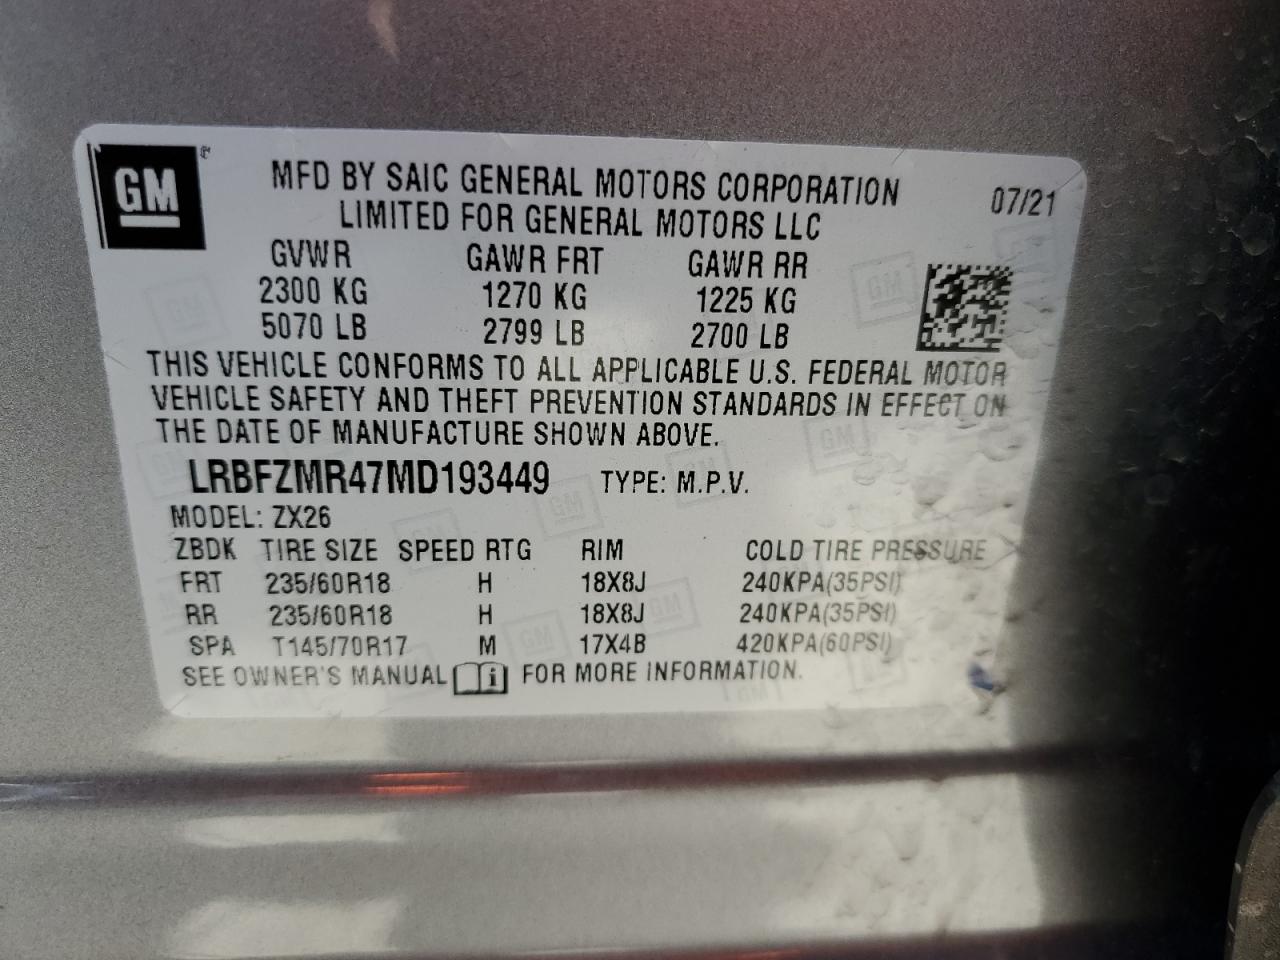 GM
MFD BY SAIC GENERAL MOTORS CORPORATION 07/21
LIMITED FOR GENERAL MOTORS LLC
GVWR GAWR FRT GAWR RR
2300 KG 1270 KG 1225 KG
5070 LB 2799 LB 2700 LB
THIS VEHICLE CONFORMS TO ALL APPLICABLE U.S. FEDERAL MOTOR
VEHICLE SAFETY AND THEFT PREVENTION STANDARDS IN EFFECT ON
THE DATE OF MANUFACTURE SHOWN ABOVE.
LRBFZMR47MD193449 TYPE: M.P.V.
MODEL: ZX26
ZBDK TIRE SIZE SPEED RTG RIM COLD TIRE PRESSURE
FRT 235/60R18 H 18X8J 240KPA(35PSI)
RR 235/60R18 H 18X8J 240KPA(35PSI)
SPA T145/70R17 M 17X4B 420KPA(60PSI)
SEE OWNER'S MANUAL i FOR MORE INFORMATION.